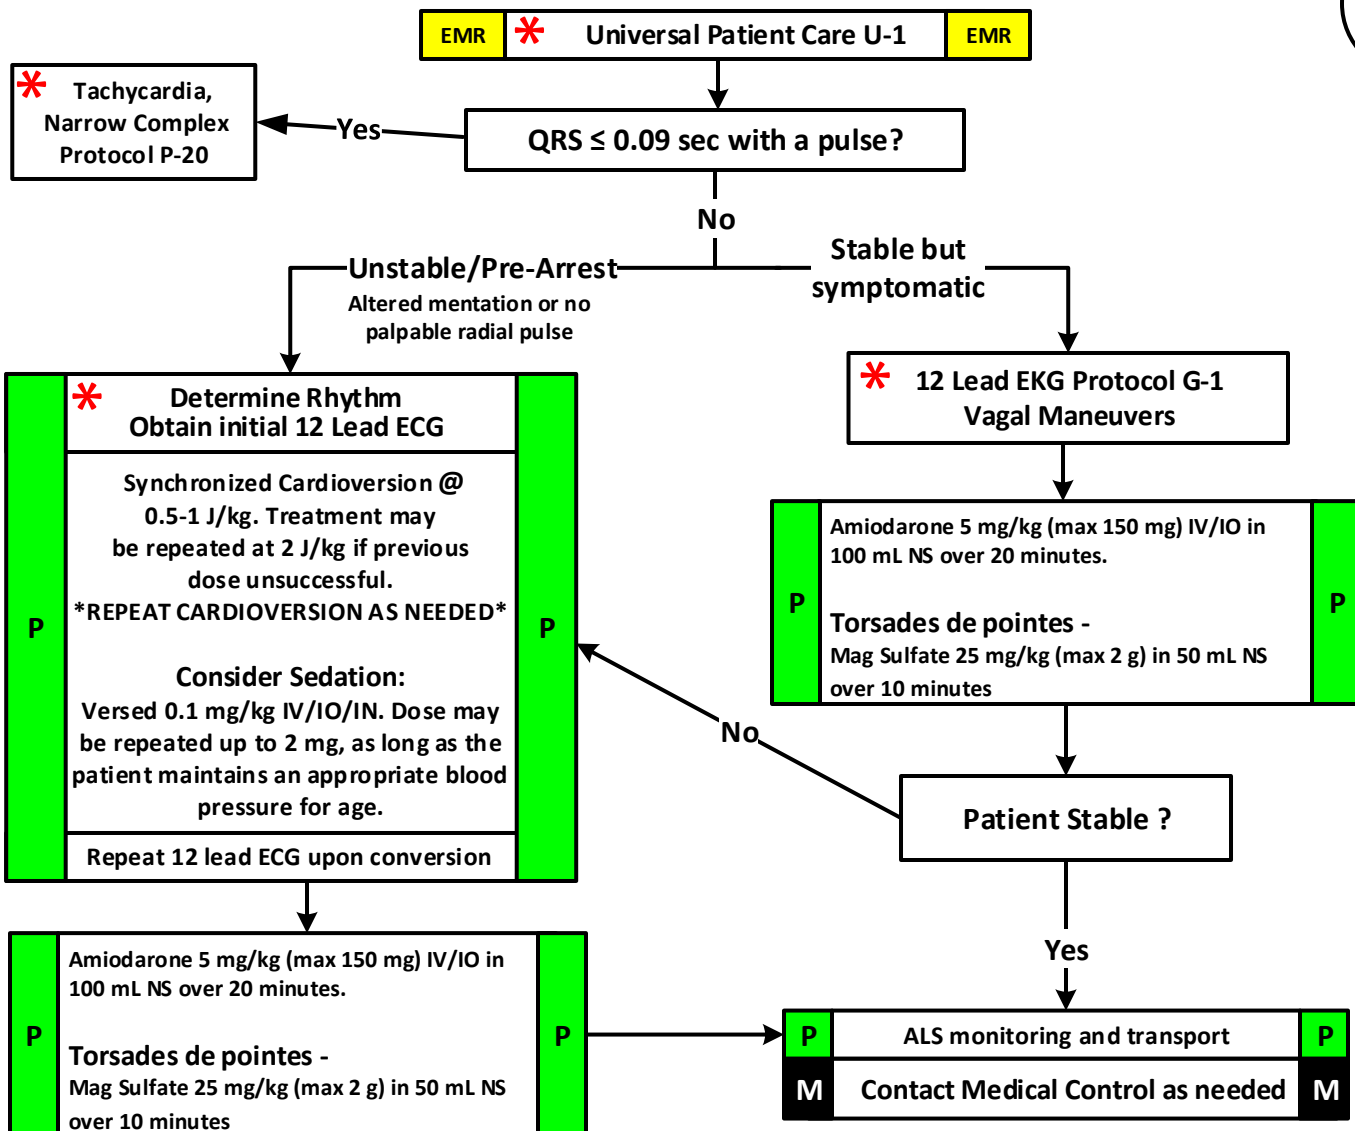 EMR * Universal Patient Care U-1 EMR
* Tachycardia,
Narrow Complex
Protocol P-20
Yes
QRS ≤ 0.09 sec with a pulse?
No
Unstable/Pre-Arrest
Altered mentation or no
palpable radial pulse
Stable but
symptomatic
* Determine Rhythm
Obtain initial 12 Lead ECG
P
Synchronized Cardioversion @
0.5-1 J/kg. Treatment may
be repeated at 2 J/kg if previous
dose unsuccessful.
*REPEAT CARDIOVERSION AS NEEDED*
Consider Sedation:
Versed 0.1 mg/kg IV/IO/IN. Dose may
be repeated up to 2 mg, as long as the
patient maintains an appropriate blood
pressure for age.
P
Repeat 12 lead ECG upon conversion
* 12 Lead EKG Protocol G-1
Vagal Maneuvers
P
Amiodarone 5 mg/kg (max 150 mg) IV/IO in
100 mL NS over 20 minutes.
Torsades de pointes -
Mag Sulfate 25 mg/kg (max 2 g) in 50 mL NS
over 10 minutes
P
No
Patient Stable ?
Yes
P
Amiodarone 5 mg/kg (max 150 mg) IV/IO in
100 mL NS over 20 minutes.
Torsades de pointes -
Mag Sulfate 25 mg/kg (max 2 g) in 50 mL NS
over 10 minutes
P
P ALS monitoring and transport P
M Contact Medical Control as needed M